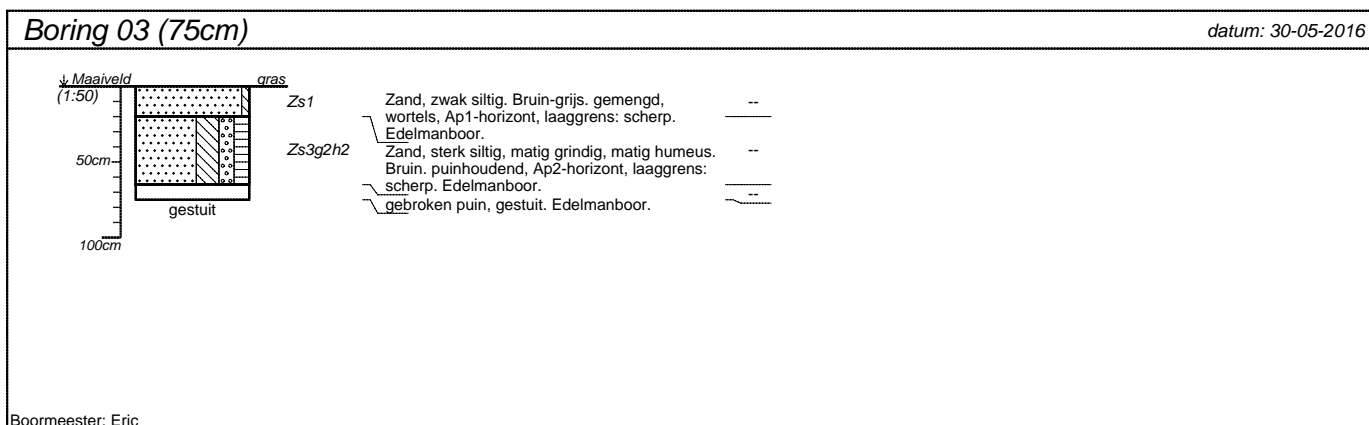 Boring 03 (75cm)
datum: 30-05-2016
Maaiveld
gras
(1:50)
Zs1
Zand, zwak siltig. Bruin-grijs. gemengd,
wortels, Ap1-horizont, laaggrens: scherp.
Edelmanboor.
--
50cm
Zs3g2h2
Zand, sterk siltig, matig grindig, matig humeus.
Bruin. puinhoudend, Ap2-horizont, laaggrens:
scherp. Edelmanboor.
--
gebroken puin, gestuit. Edelmanboor.
--
gestuit
100cm
Boormeester: Eric